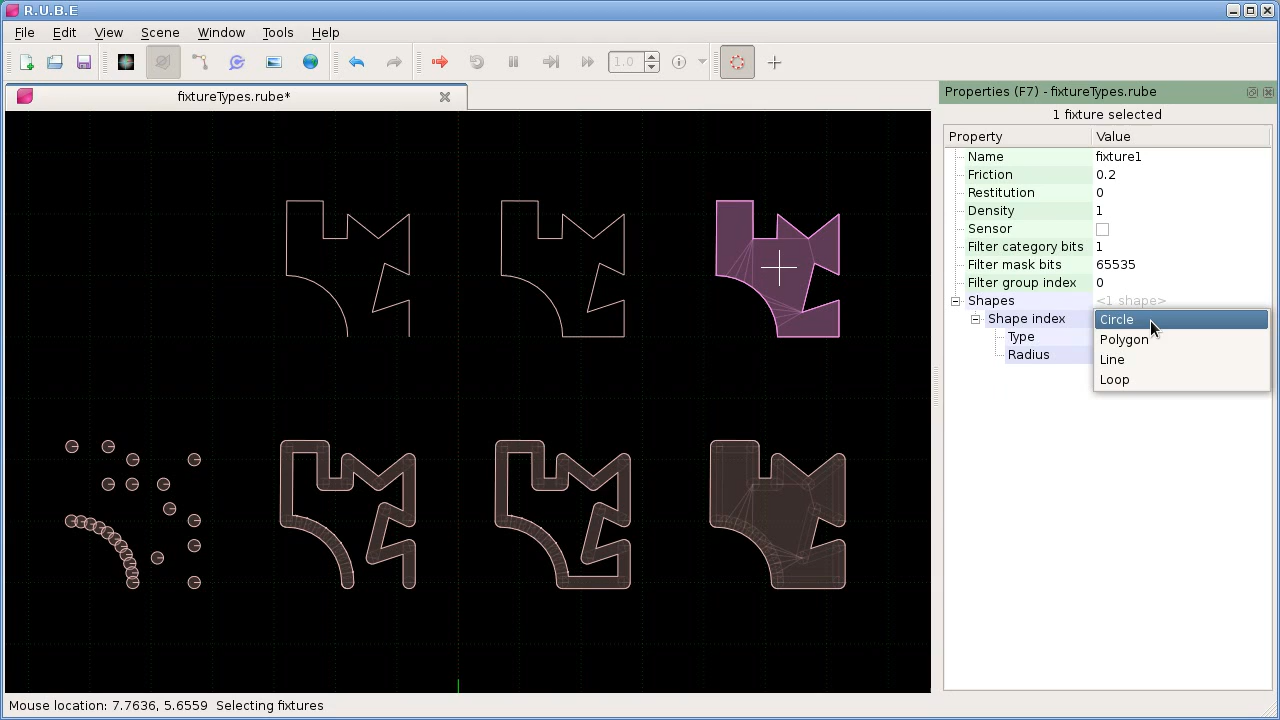 R.U.B.E
File Edit View Scene Window Tools Help
1.0
fixtureTypes.rube*
Properties (F7) - fixtureTypes.rube
1 fixture selected
Property Value
Name fixture1
Friction 0.2
Restitution 0
Density 1
Sensor
Filter category bits 1
Filter mask bits 65535
Filter group index 0
Shapes <1 shape>
Shape index Circle
Type Polygon
Radius Line
Loop
Mouse location: 7.7636, 5.6559 Selecting fixtures